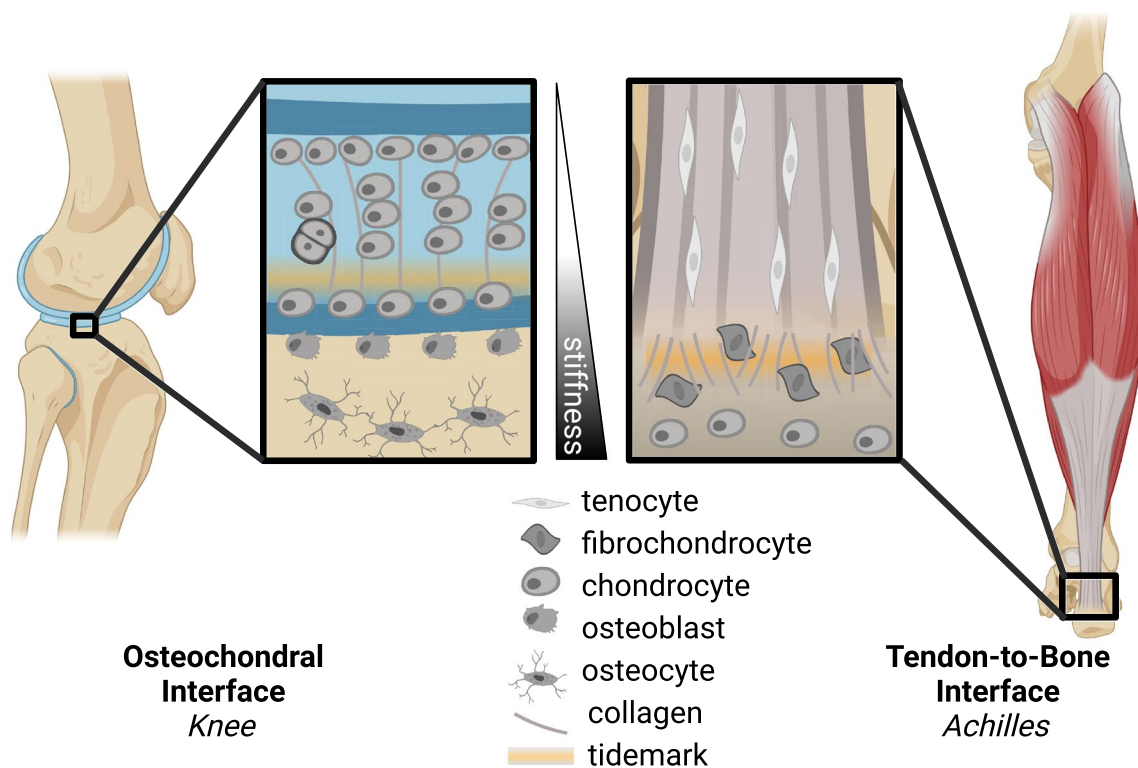 stiffness
tenocyte
fibrochondrocyte
chondrocyte
osteoblast
osteocyte
collagen
tidemark
Osteochondral
Interface
Knee
Tendon-to-Bone
Interface
Achilles